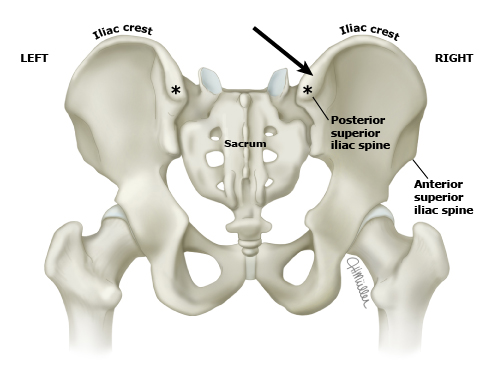 Iliac crest
Iliac crest
LEFT
RIGHT
*
*
Posterior
superior
iliac spine
Sacrum
Anterior
superior
iliac spine